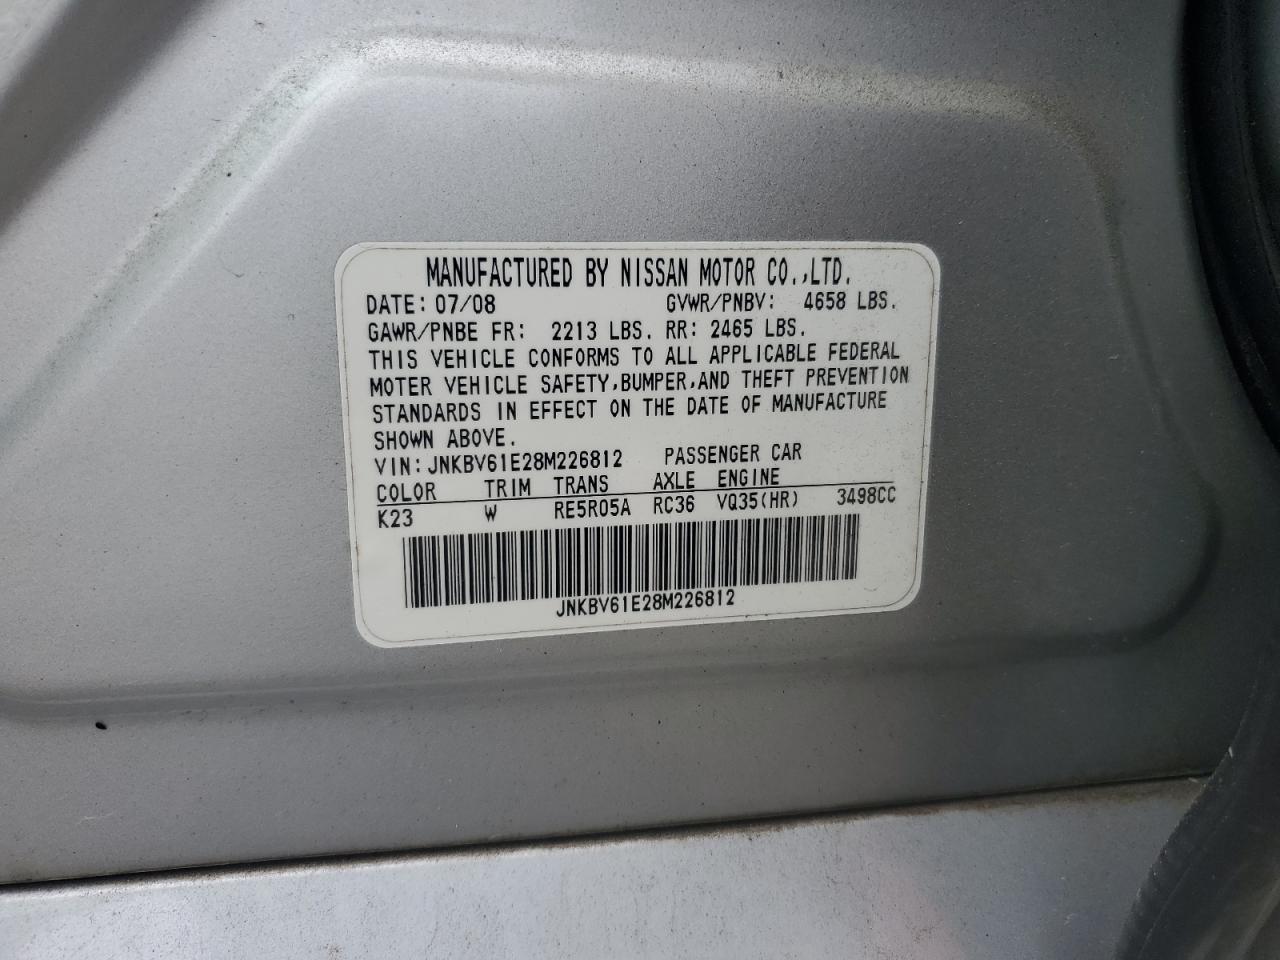 MANUFACTURED BY NISSAN MOTOR CO.,LTD.
DATE: 07/08 GVWR/PNBV: 4658 LBS.
GAWR/PNBE FR: 2213 LBS. RR: 2465 LBS.
THIS VEHICLE CONFORMS TO ALL APPLICABLE FEDERAL
MOTER VEHICLE SAFETY,BUMPER,AND THEFT PREVENTION
STANDARDS IN EFFECT ON THE DATE OF MANUFACTURE
SHOWN ABOVE.
VIN: JNKBV61E28M226812 PASSENGER CAR
COLOR TRIM TRANS AXLE ENGINE
K23 W RE5R05A RC36 VQ35(HR) 3498CC
JNKBV61E28M226812